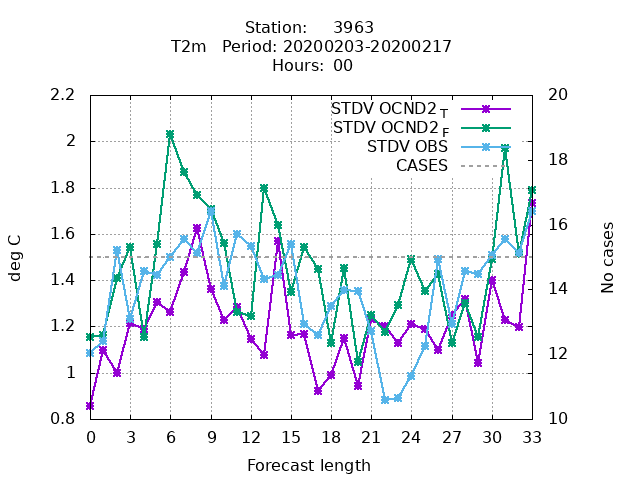 Station: 3963
T2m Period: 20200203-20200217
Hours: 00
2.2
2
1.8
1.6
1.4
1.2
1
0.8
deg C
20
18
16
14
12
10
No cases
STDV OCND2 T
STDV OCND2 F
STDV OBS
CASES
0 3 6 9 12 15 18 21 24 27 30 33
Forecast length